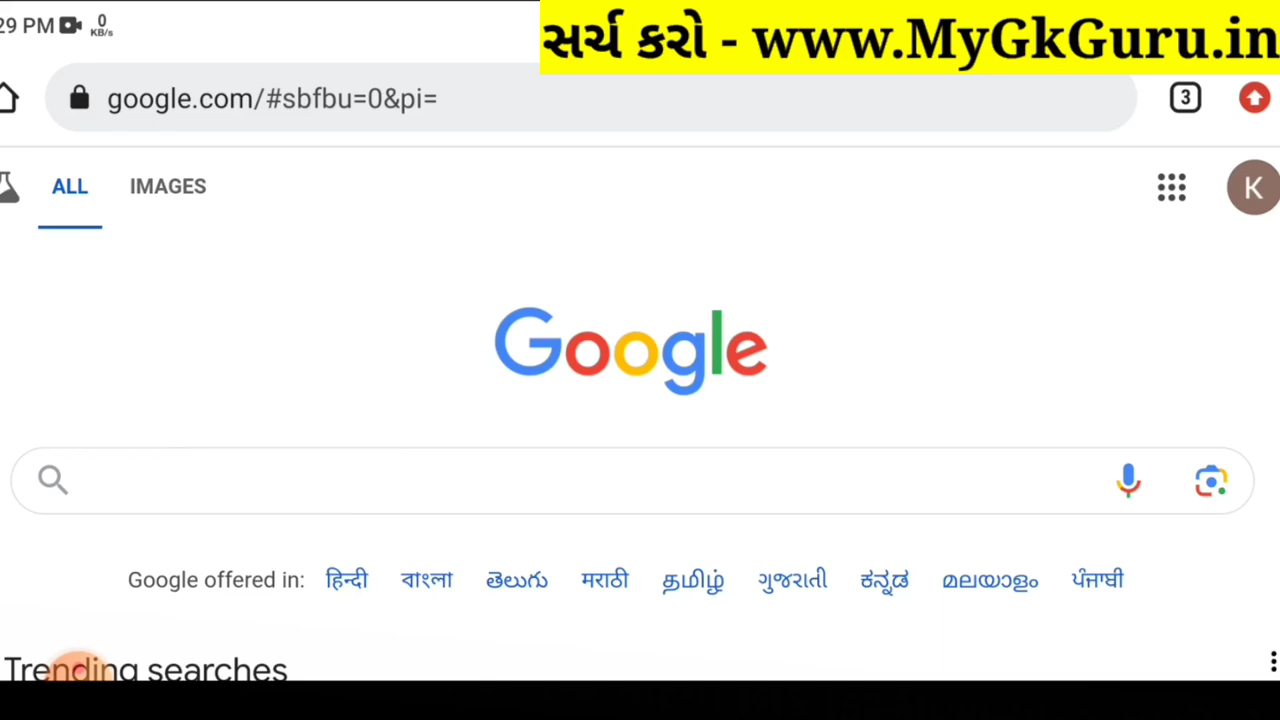 29 PM 0 KB/s
સર્ચ કરો - www.MyGkGuru.in
google.com/#sbfbu=0&pi=
3
ALL IMAGES
K
Google
Google offered in: हिन्दी বাংলা తెలుగు मराठी தமிழ் ગુજરાતી ಕನ್ನಡ മലയാളം ਪੰਜਾਬੀ
Trending searches